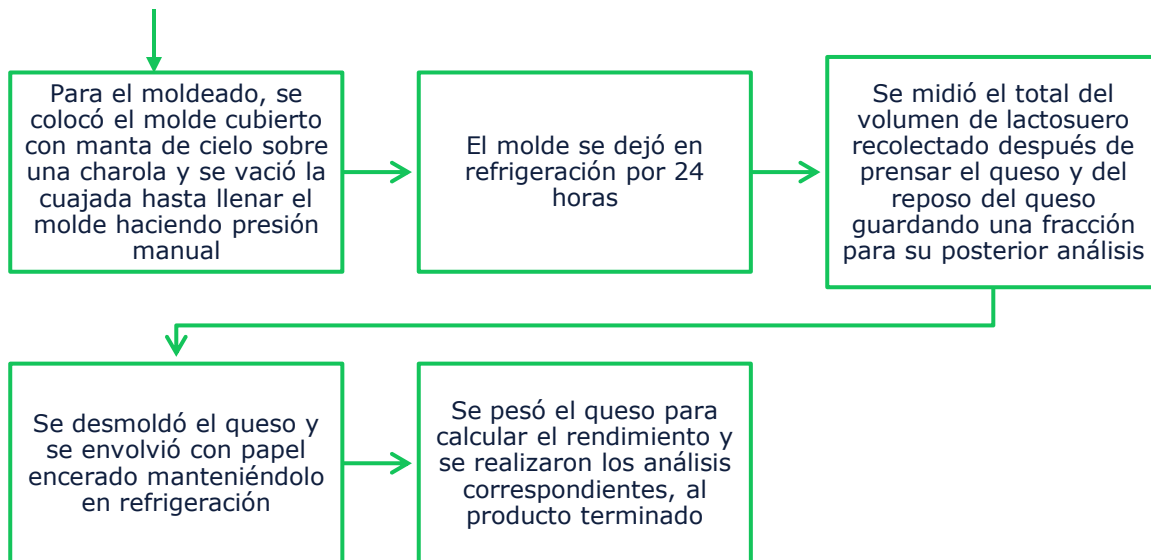 Para el moldeado, se
colocó el molde cubierto
con manta de cielo sobre
una charola y se vació la
cuajada hasta llenar el
molde haciendo presión
manual
El molde se dejó en
refrigeración por 24
horas
Se midió el total del
volumen de lactosuero
recolectado después de
prensar el queso y del
reposo del queso
guardando una fracción
para su posterior análisis
Se desmoldó el queso y
se envolvió con papel
encerado manteniéndolo
en refrigeración
Se pesó el queso para
calcular el rendimiento y
se realizaron los análisis
correspondientes, al
producto terminado